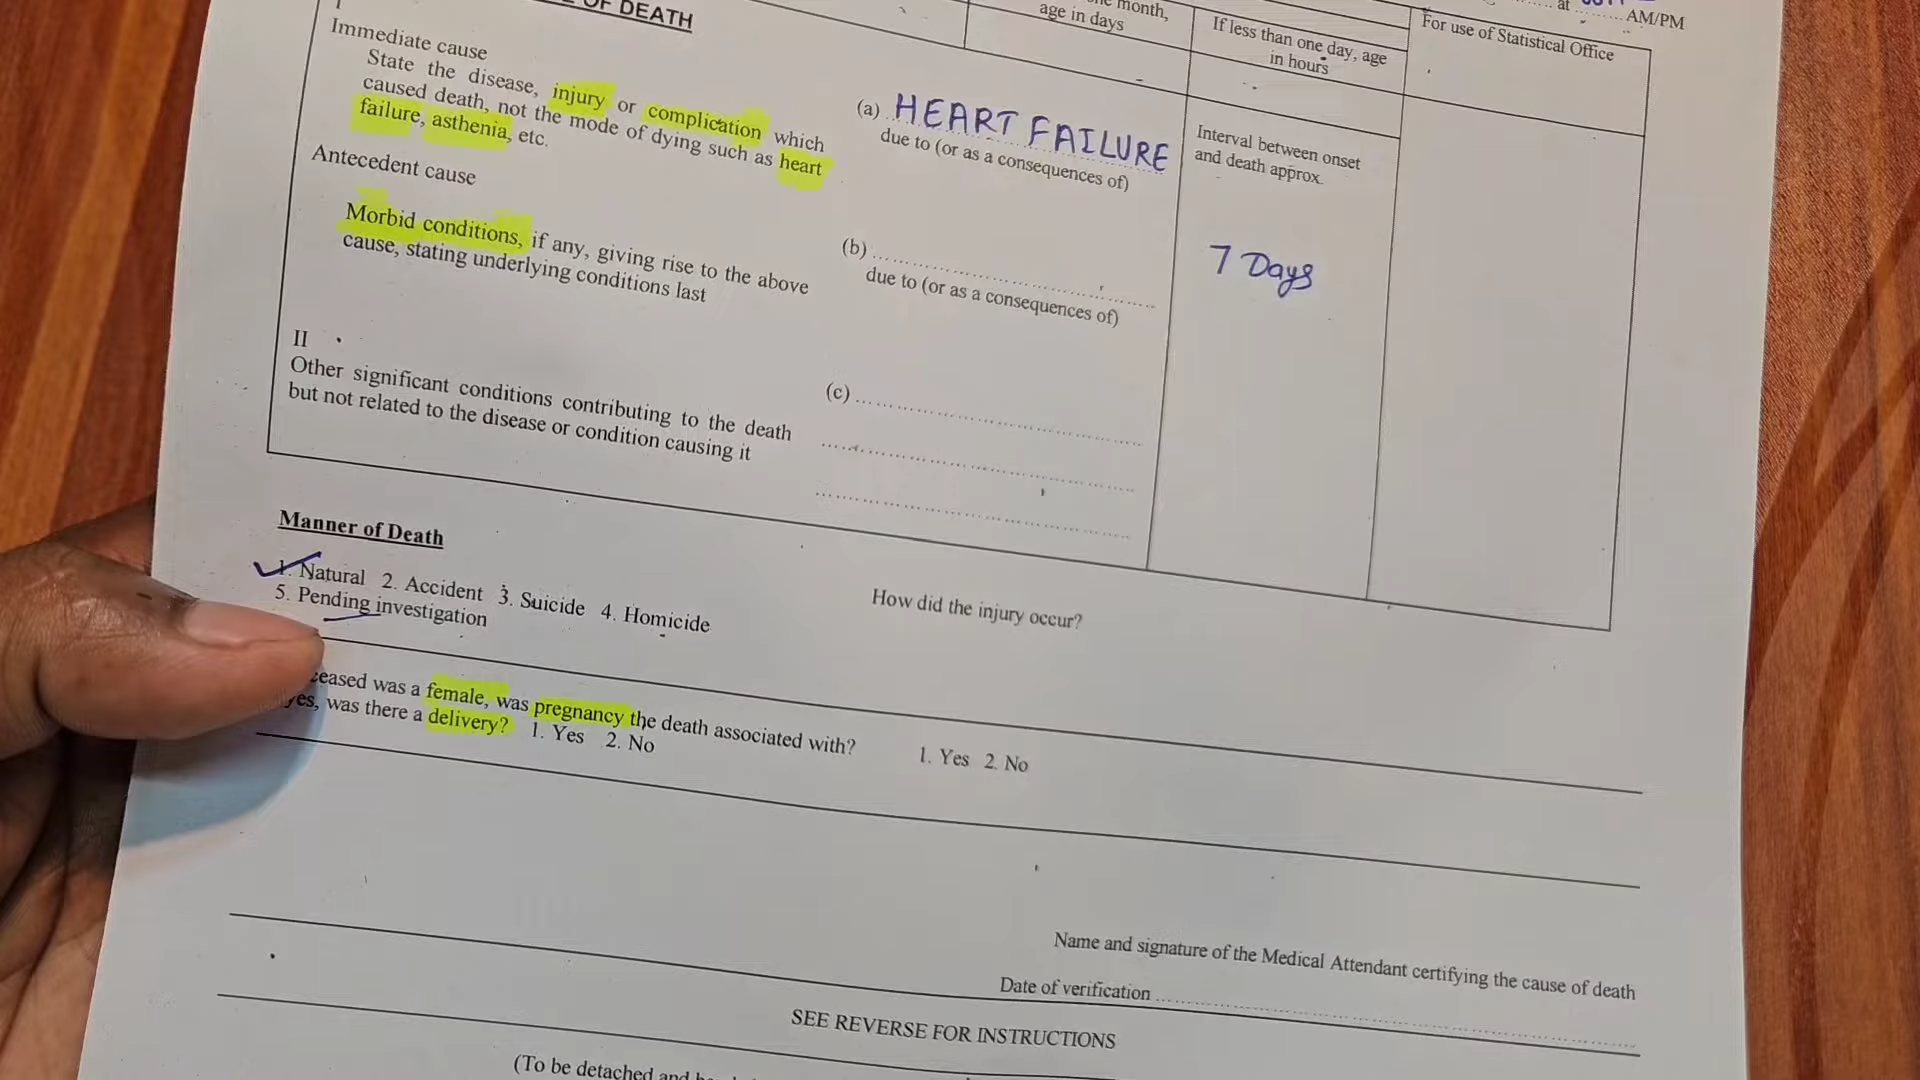 OF DEATH
month,
age in days
If less than one day, age
in hours
For use of Statistical Office
at
AM/PM
I
Immediate cause
State the disease, injury or complication which
caused death, not the mode of dying such as heart
failure, asthenia, etc.
(a) HEART FAILURE
due to (or as a consequences of)
Interval between onset
and death approx.
Antecedent cause
Morbid conditions, if any, giving rise to the above
cause, stating underlying conditions last
(b)
due to (or as a consequences of)
7 Days
II
Other significant conditions contributing to the death
but not related to the disease or condition causing it
(c)
Manner of Death
1. Natural 2. Accident 3. Suicide 4. Homicide
5. Pending investigation
How did the injury occur?
was a female, was pregnancy the death associated with? 1. Yes 2. No
was there a delivery? 1. Yes 2. No
Name and signature of the Medical Attendant certifying the cause of death
Date of verification
SEE REVERSE FOR INSTRUCTIONS
(To be detached and